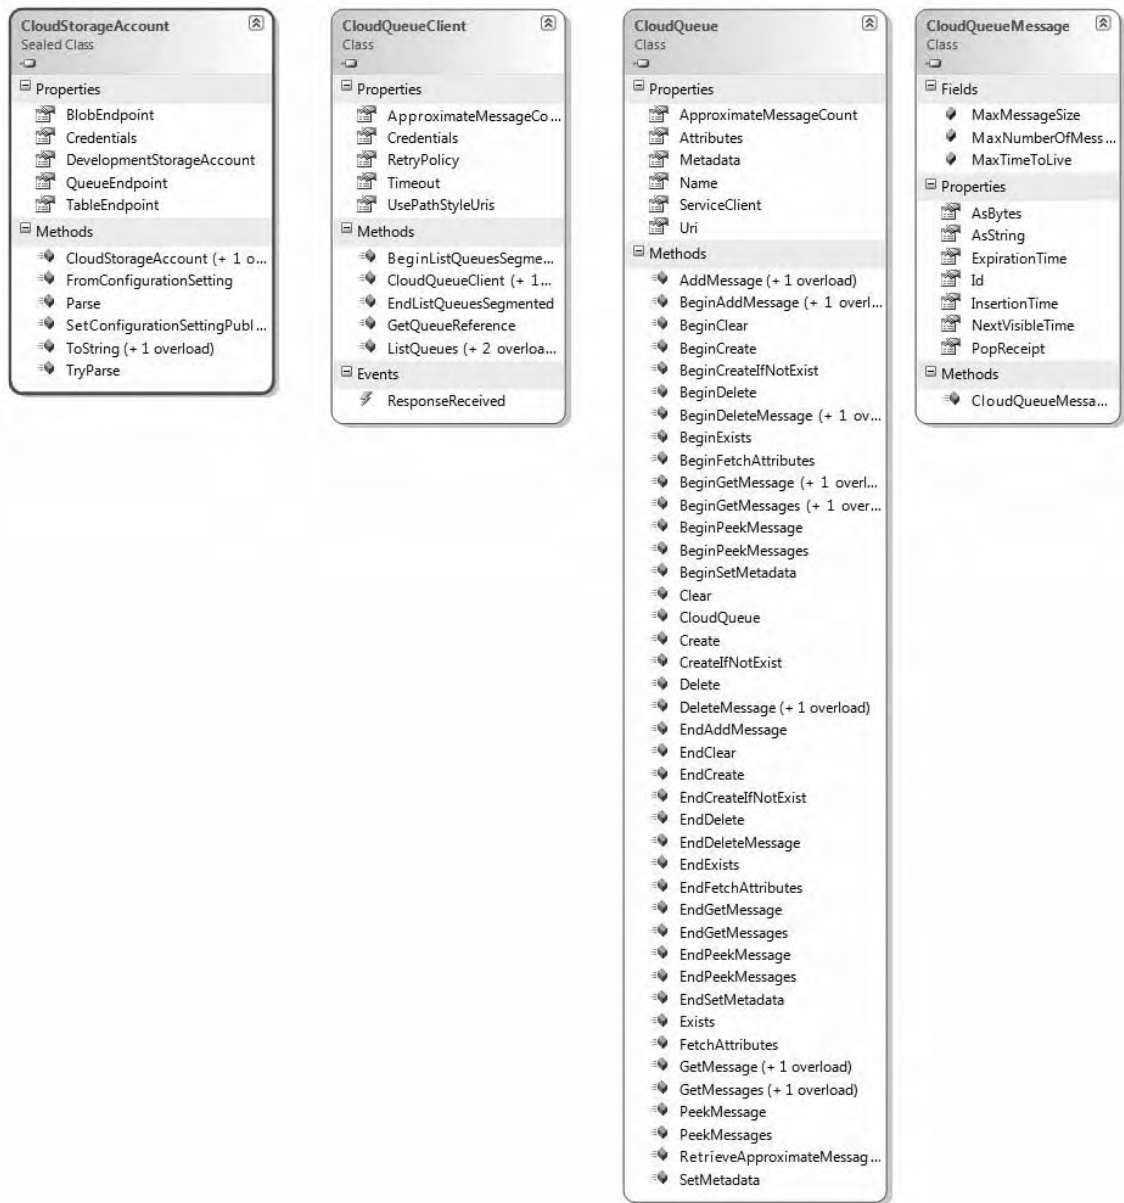 CloudStorageAccount
Sealed Class
Properties
BlobEndpoint
Credentials
DevelopmentStorageAccount
QueueEndpoint
TableEndpoint
Methods
CloudStorageAccount (+ 1 o...
FromConfigurationSetting
Parse
SetConfigurationSettingPubl...
ToString (+ 1 overload)
TryParse
CloudQueueClient
Class
Properties
ApproximateMessageCo...
Credentials
RetryPolicy
Timeout
UsePathStyleUris
Methods
BeginListQueuesSegme...
CloudQueueClient (+ 1...
EndListQueuesSegmented
GetQueueReference
ListQueues (+ 2 overloa...
Events
ResponseReceived
CloudQueue
Class
Properties
ApproximateMessageCount
Attributes
Metadata
Name
ServiceClient
Uri
Methods
AddMessage (+ 1 overload)
BeginAddMessage (+ 1 overl...
BeginClear
BeginCreate
BeginCreateIfNotExist
BeginDelete
BeginDeleteMessage (+ 1 ov...
BeginExists
BeginFetchAttributes
BeginGetMessage (+ 1 overl...
BeginGetMessages (+ 1 over...
BeginPeekMessage
BeginPeekMessages
BeginSetMetadata
Clear
CloudQueue
Create
CreateIfNotExist
Delete
DeleteMessage (+ 1 overload)
EndAddMessage
EndClear
EndCreate
EndCreateIfNotExist
EndDelete
EndDeleteMessage
EndExists
EndFetchAttributes
EndGetMessage
EndGetMessages
EndPeekMessage
EndPeekMessages
EndSetMetadata
Exists
FetchAttributes
GetMessage (+ 1 overload)
GetMessages (+ 1 overload)
PeekMessage
PeekMessages
RetrieveApproximateMessag...
SetMetadata
CloudQueueMessage
Class
Fields
MaxMessageSize
MaxNumberOfMess...
MaxTimeToLive
Properties
AsBytes
AsString
ExpirationTime
Id
InsertionTime
NextVisibleTime
PopReceipt
Methods
CloudQueueMessa...